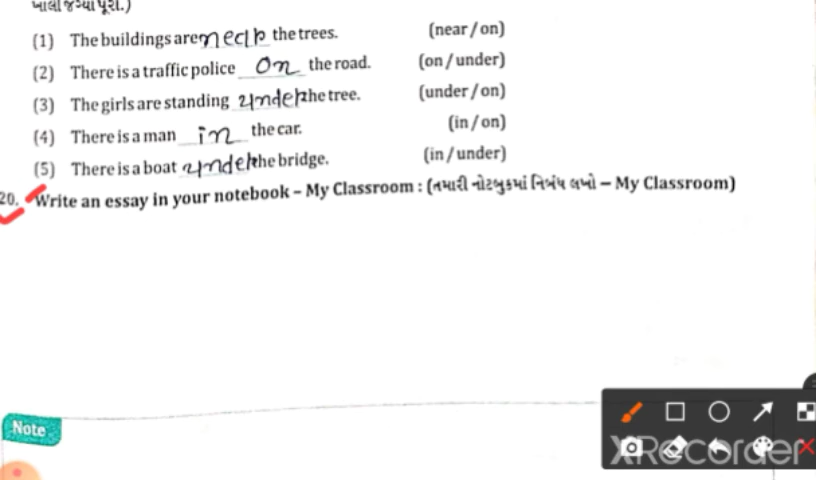 ખાલી જગ્યા પૂરો.)
(1) The buildings are near the trees. (near / on)
(2) There is a traffic police on the road. (on / under)
(3) The girls are standing under the tree. (under / on)
(4) There is a man in the car. (in / on)
(5) There is a boat under the bridge. (in / under)
20. Write an essay in your notebook – My Classroom : (તમારી નોટબુકમાં નિબંધ લખો – My Classroom)
Note
XRecorder